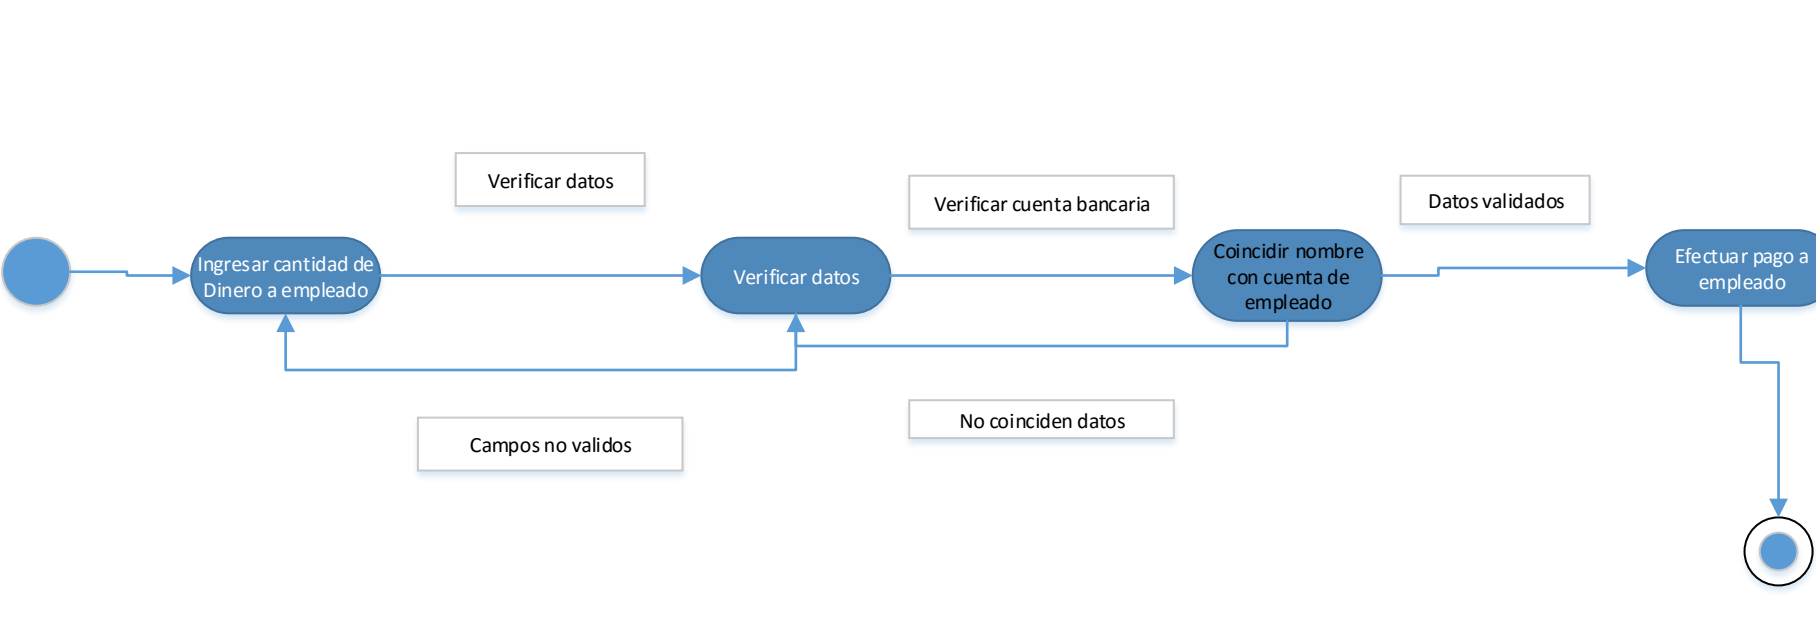 Verificar datos
Verificar cuenta bancaria
Datos validados
Ingresar cantidad de
Dinero a empleado
Verificar datos
Coincidir nombre
con cuenta de
empleado
Efectuar pago a
empleado
Campos no validos
No coinciden datos